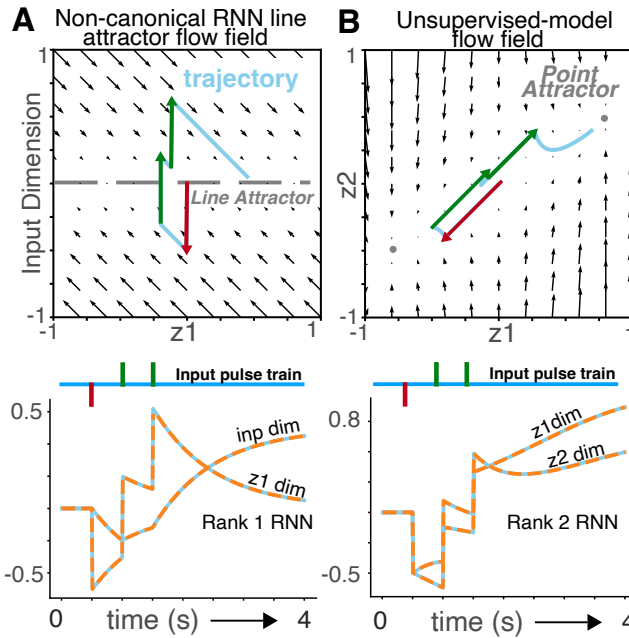 A
Non-canonical RNN line
attractor flow field
1
trajectory
Line Attractor
Input Dimension
-1
-1
z1
1
Input pulse train
0.5
inp dim
z1 dim
Rank 1 RNN
-0.5
0
time (s)
4
B
Unsupervised-model
flow field
1
Point
Attractor
z2
-1
-1
z1
1
Input pulse train
0.8
z1dim
z2 dim
Rank 2 RNN
-0.5
0
time (s)
4